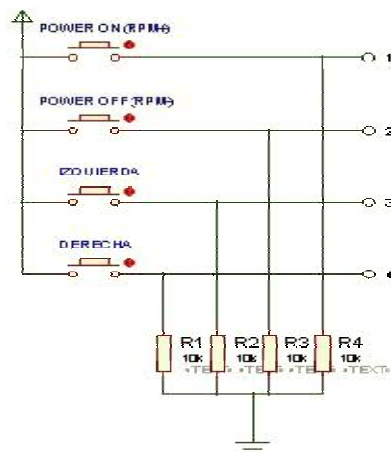 POWER ON (RPM+)
1
POWER OFF(RPM-)
2
IZQUIERDA
3
DERECHA
4
R1
10k
R2
10k
R3
10k
R4
10k